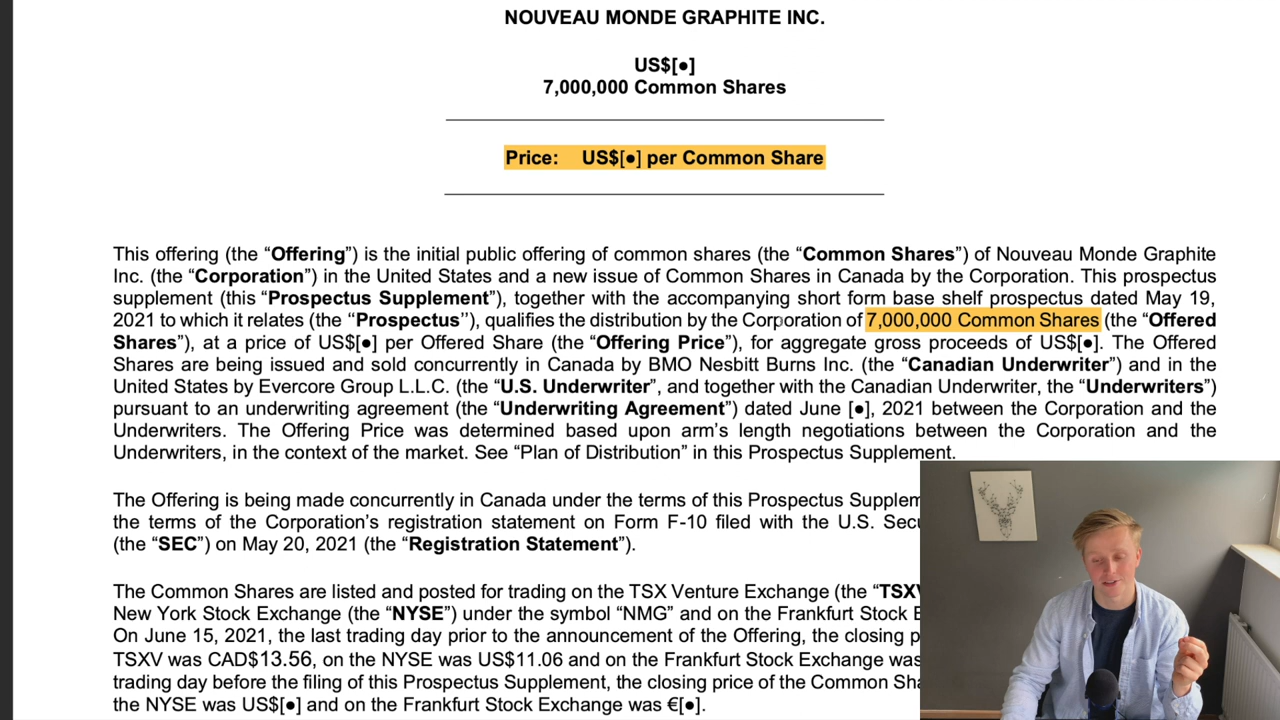 NOUVEAU MONDE GRAPHITE INC.
US$[●]
7,000,000 Common Shares
Price: US$[●] per Common Share
This offering (the “Offering”) is the initial public offering of common shares (the “Common Shares”) of Nouveau Monde Graphite
Inc. (the “Corporation”) in the United States and a new issue of Common Shares in Canada by the Corporation. This prospectus
supplement (this “Prospectus Supplement”), together with the accompanying short form base shelf prospectus dated May 19,
2021 to which it relates (the “Prospectus”), qualifies the distribution by the Corporation of 7,000,000 Common Shares (the “Offered
Shares”), at a price of US$[●] per Offered Share (the “Offering Price”), for aggregate gross proceeds of US$[●]. The Offered
Shares are being issued and sold concurrently in Canada by BMO Nesbitt Burns Inc. (the “Canadian Underwriter”) and in the
United States by Evercore Group L.L.C. (the “U.S. Underwriter”, and together with the Canadian Underwriter, the “Underwriters”)
pursuant to an underwriting agreement (the “Underwriting Agreement”) dated June [●], 2021 between the Corporation and the
Underwriters. The Offering Price was determined based upon arm’s length negotiations between the Corporation and the
Underwriters, in the context of the market. See “Plan of Distribution” in this Prospectus Supplement.
The Offering is being made concurrently in Canada under the terms of this Prospectus Supplem
the terms of the Corporation’s registration statement on Form F-10 filed with the U.S. Secu
(the “SEC”) on May 20, 2021 (the “Registration Statement”).
The Common Shares are listed and posted for trading on the TSX Venture Exchange (the “TSXV
New York Stock Exchange (the “NYSE”) under the symbol “NMG” and on the Frankfurt Stock E
On June 15, 2021, the last trading day prior to the announcement of the Offering, the closing p
TSXV was CAD$13.56, on the NYSE was US$11.06 and on the Frankfurt Stock Exchange was
trading day before the filing of this Prospectus Supplement, the closing price of the Common Sha
the NYSE was US$[●] and on the Frankfurt Stock Exchange was €[●].